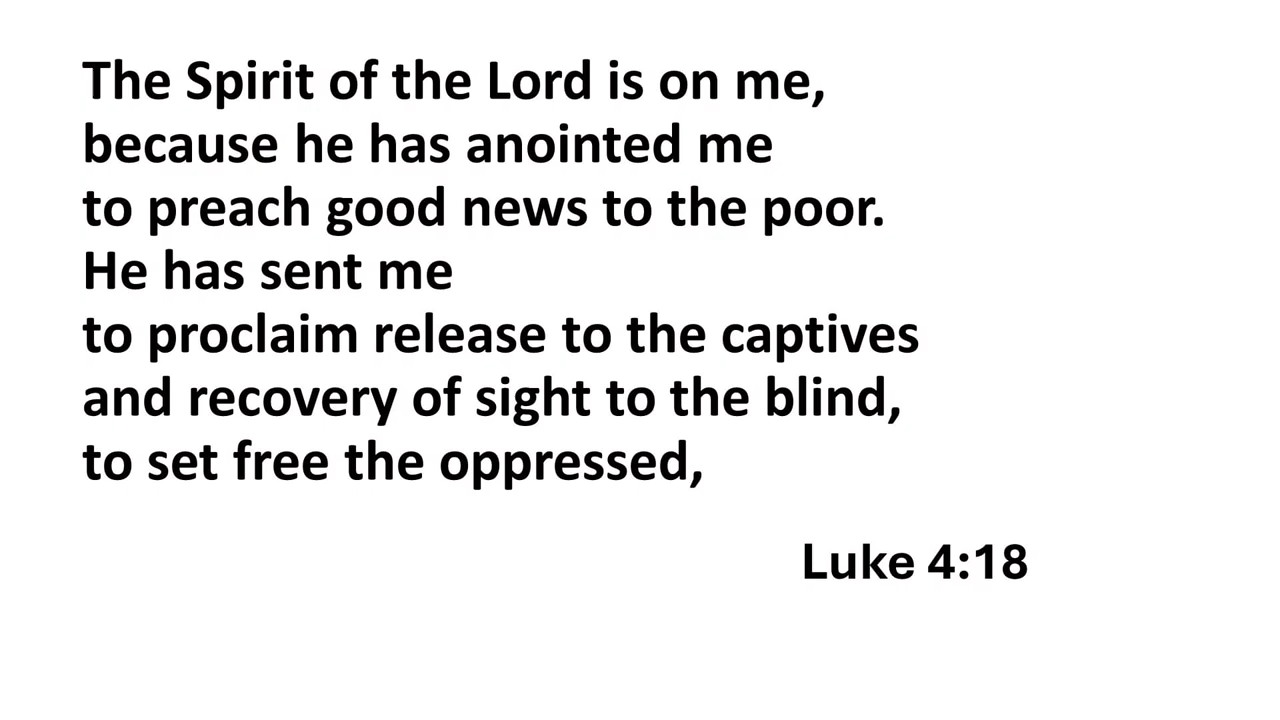 The Spirit of the Lord is on me,
because he has anointed me
to preach good news to the poor.
He has sent me
to proclaim release to the captives
and recovery of sight to the blind,
to set free the oppressed,
Luke 4:18